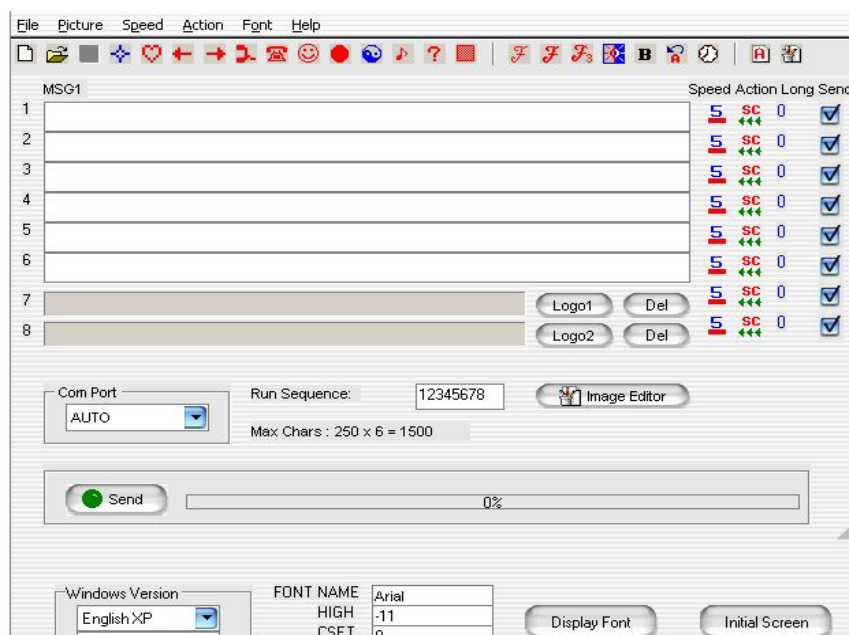 File Picture Speed Action Font Help
MSG1 Speed Action Long Send
1 5 SC 0
2 5 SC 0
3 5 SC 0
4 5 SC 0
5 5 SC 0
6 5 SC 0
7 Logo1 Del 5 SC 0
8 Logo2 Del 5 SC 0
Com Port Run Sequence: 12345678 Image Editor
AUTO
Max Chars : 250 x 6 = 1500
Send 0%
Windows Version FONT NAME Arial
English XP HIGH -11 Display Font Initial Screen
CSET 0